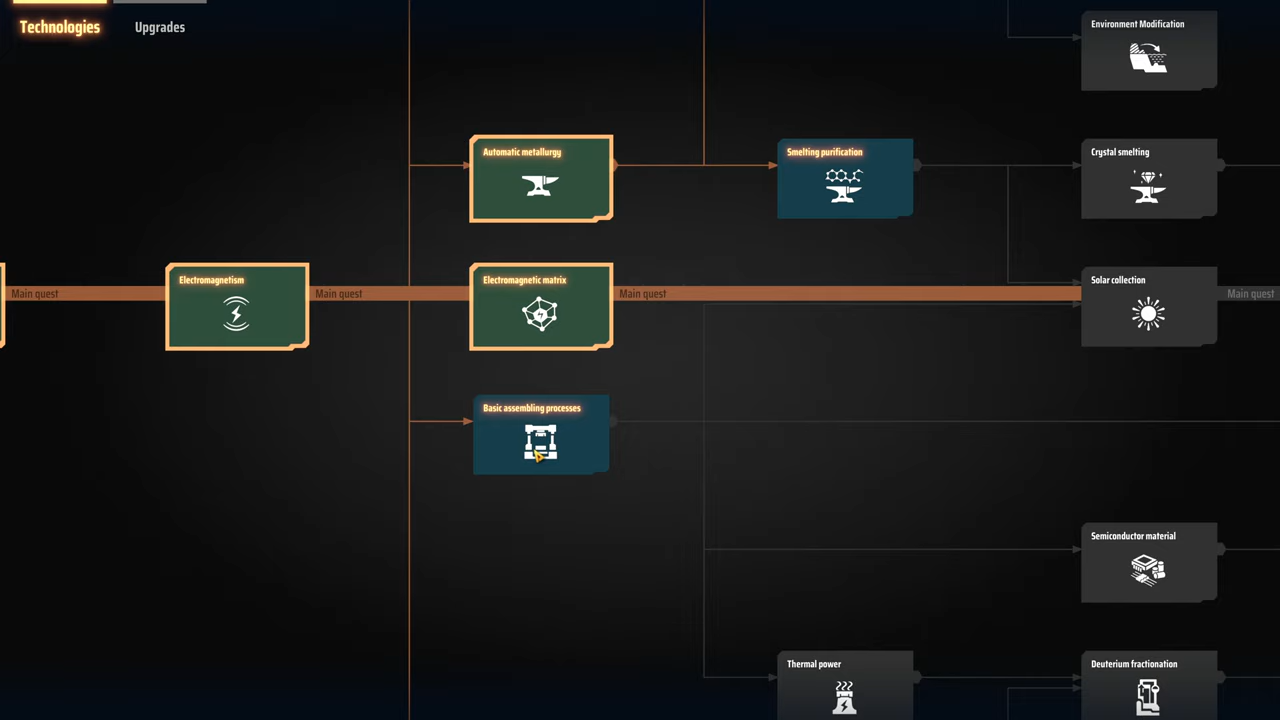 Technologies
Upgrades
Environment Modification
Automatic metallurgy
Smelting purification
Crystal smelting
Electromagnetism
Electromagnetic matrix
Solar collection
Main quest
Main quest
Main quest
Main quest
Basic assembling processes
Semiconductor material
Thermal power
Deuterium fractionation